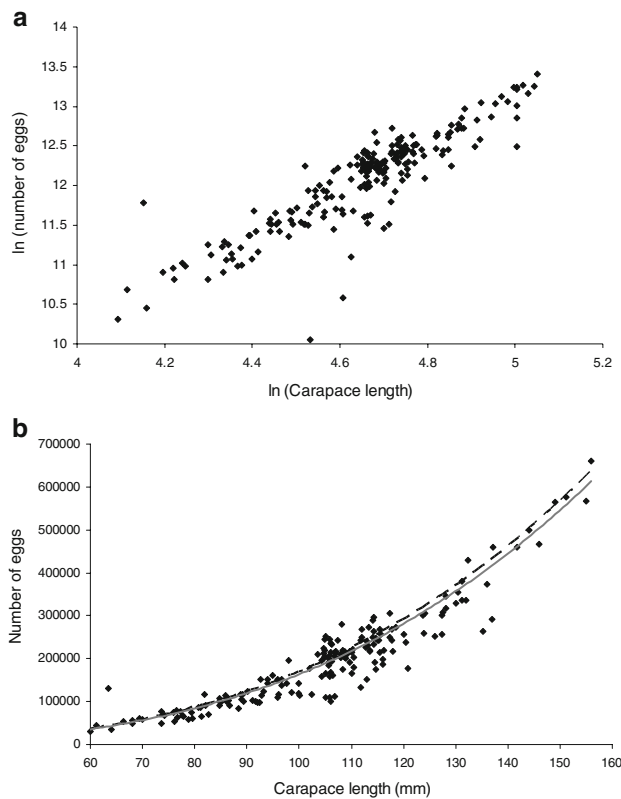 a
14
13.5
13
12.5
12
11.5
11
10.5
10
ln (number of eggs)
4 4.2 4.4 4.6 4.8 5 5.2
ln (Carapace length)
b
700000
600000
500000
400000
300000
200000
100000
0
Number of eggs
60 70 80 90 100 110 120 130 140 150 160
Carapace length (mm)